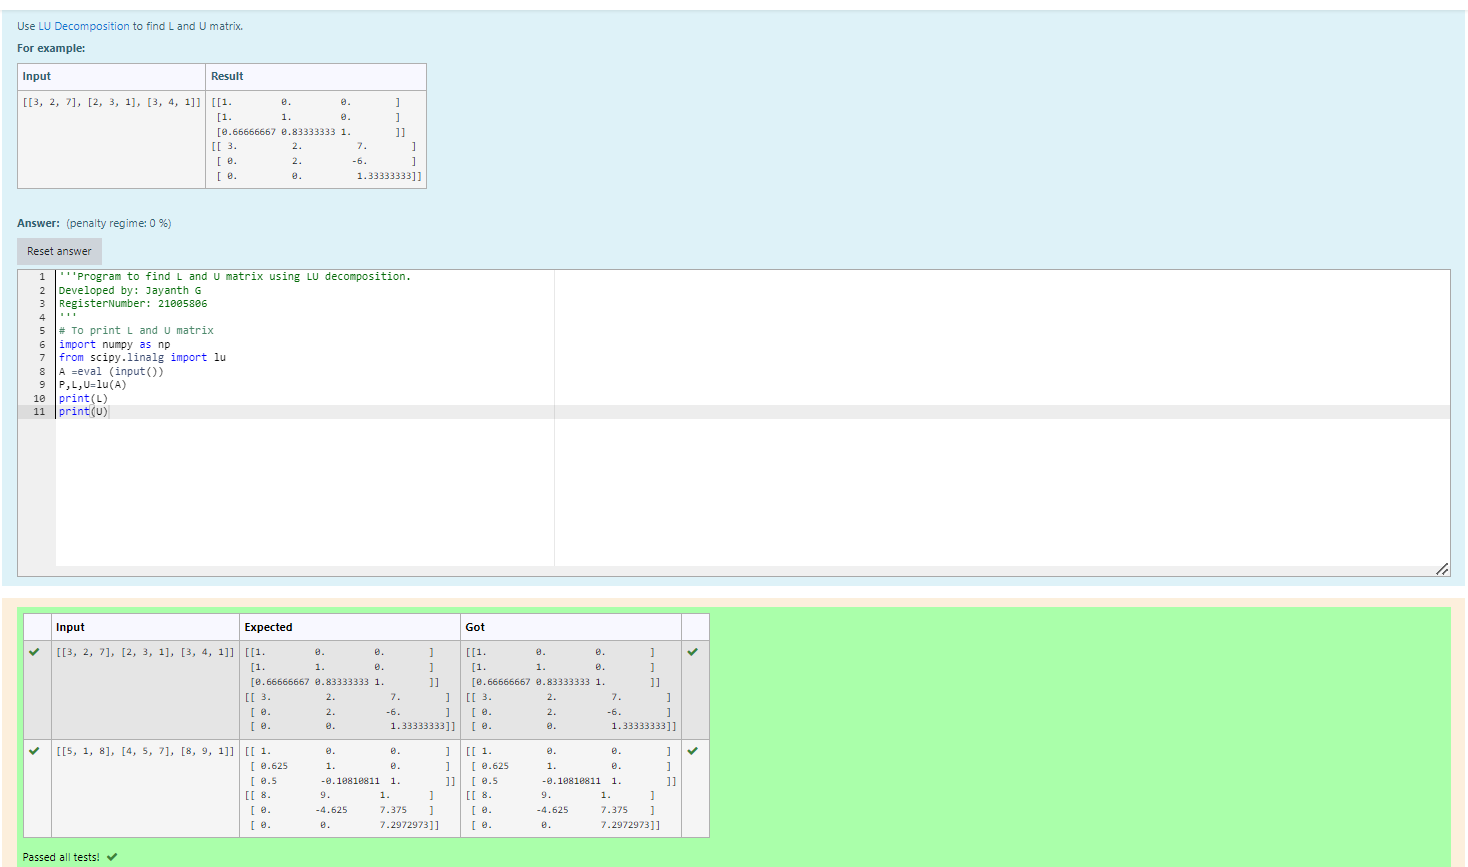 Use LU Decomposition to find L and U matrix.
For example:
Input Result
[[3, 2, 7], [2, 3, 1], [3, 4, 1]] [[1. 0. 0. ]
[1. 1. 0. ]
[0.66666667 0.83333333 1. ]]
[[ 3. 2. 7. ]
[ 0. 2. -6. ]
[ 0. 0. 1.33333333]]
Answer: (penalty regime: 0 %)
Reset answer
1 '''Program to find L and U matrix using LU decomposition.
2 Developed by: Jayanth G
3 RegisterNumber: 21005806
4 '''
5 # To print L and U matrix
6 import numpy as np
7 from scipy.linalg import lu
8 A =eval (input())
9 P,L,U=lu(A)
10 print(L)
11 print(U)
Input Expected Got
[[3, 2, 7], [2, 3, 1], [3, 4, 1]] [[1. 0. 0. ] [[1. 0. 0. ]
[1. 1. 0. ] [1. 1. 0. ]
[0.66666667 0.83333333 1. ]] [0.66666667 0.83333333 1. ]]
[[ 3. 2. 7. ] [[ 3. 2. 7. ]
[ 0. 2. -6. ] [ 0. 2. -6. ]
[ 0. 0. 1.33333333]] [ 0. 0. 1.33333333]]
[[5, 1, 8], [4, 5, 7], [8, 9, 1]] [[ 1. 0. 0. ] [[ 1. 0. 0. ]
[ 0.625 1. 0. ] [ 0.625 1. 0. ]
[ 0.5 -0.10810811 1. ]] [ 0.5 -0.10810811 1. ]]
[[ 8. 9. 1. ] [[ 8. 9. 1. ]
[ 0. -4.625 7.375 ] [ 0. -4.625 7.375 ]
[ 0. 0. 7.2972973]] [ 0. 0. 7.2972973]]
Passed all tests!